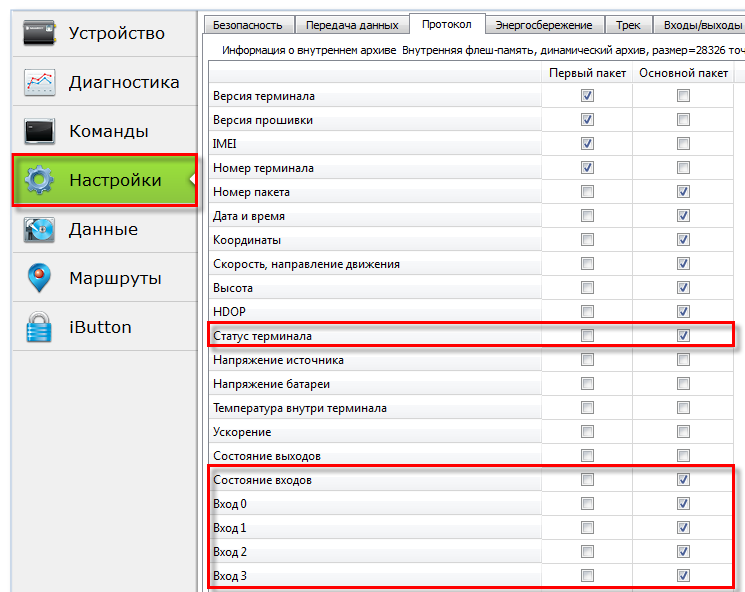 Устройство
Диагностика
Команды
Настройки
Данные
Маршруты
iButton
Безопасность Передача данных Протокол Энергосбережение Трек Входы/выходы
Информация о внутреннем архиве Внутренняя флеш-память, динамический архив, размер=28326 точ
Первый пакет Основной пакет
Версия терминала
Версия прошивки
IMEI
Номер терминала
Номер пакета
Дата и время
Координаты
Скорость, направление движения
Высота
HDOP
Статус терминала
Напряжение источника
Напряжение батареи
Температура внутри терминала
Ускорение
Состояние выходов
Состояние входов
Вход 0
Вход 1
Вход 2
Вход 3